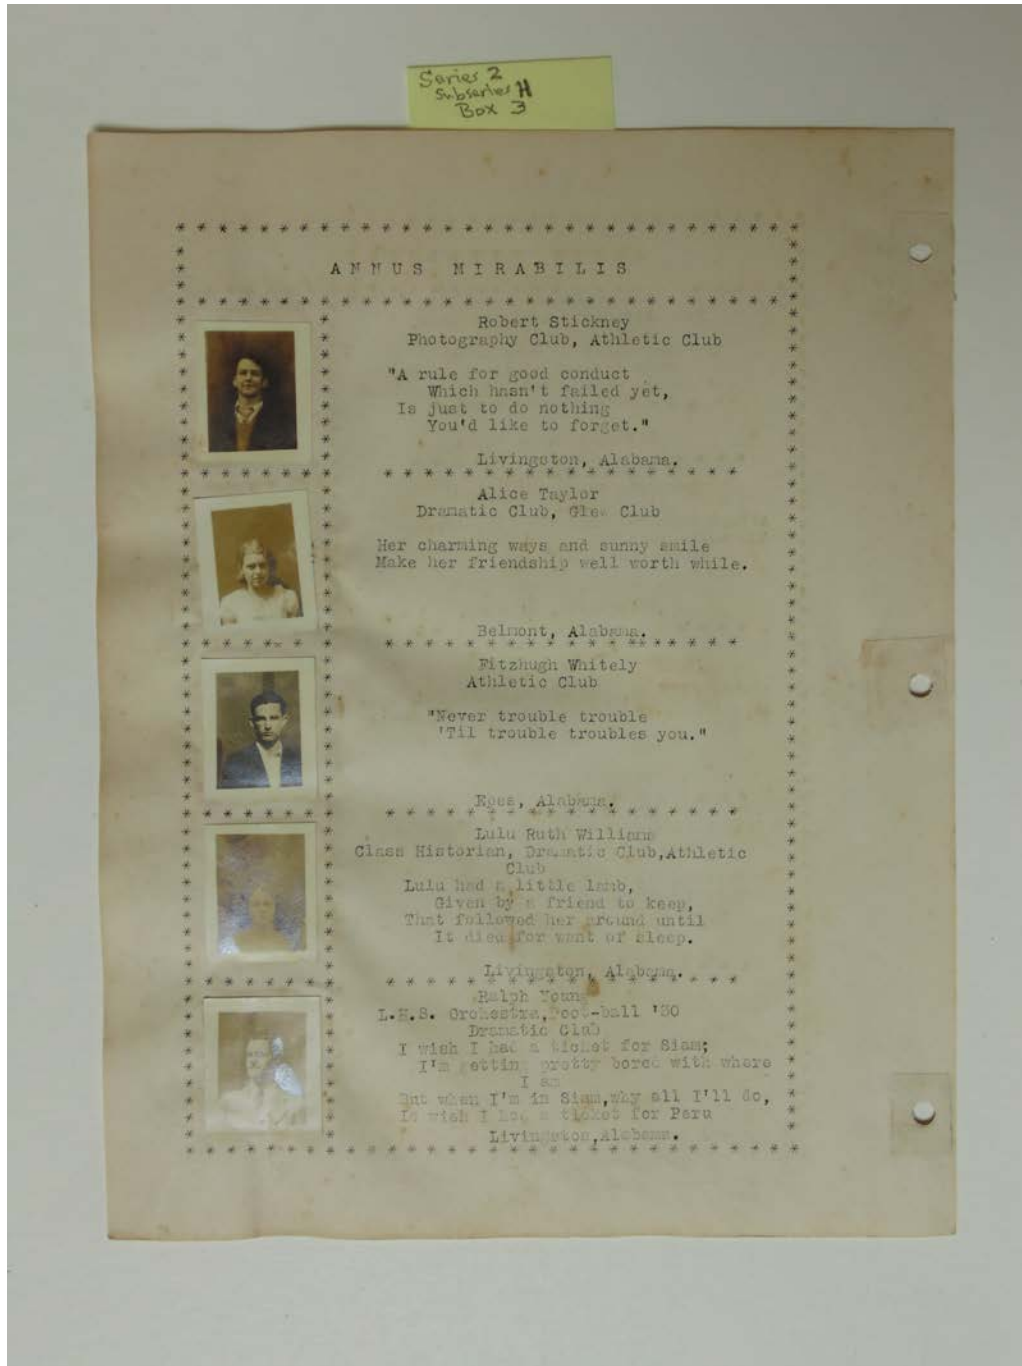 Series 2
Subseries H
Box 3
ANNUS MIRABILIS
Robert Stickney
Photography Club, Athletic Club
"A rule for good conduct
Which hasn't failed yet,
Is just to do nothing
You'd like to forget."
Livingston, Alabama.
Alice Taylor
Dramatic Club, Glee Club
Her charming ways and sunny smile
Make her friendship well worth while.
Belmont, Alabama.
Fitzhugh Whitely
Athletic Club
"Never trouble trouble
'Til trouble troubles you."
Epes, Alabama.
Lulu Ruth Williams
Class Historian, Dramatic Club,Athletic
Club
Lulu had a little lamb,
Given by a friend to keep,
That followed her around until
It died for want of sleep.
Livingston, Alabama.
Ralph Young
L.H.S. Orchestra,Foot-ball '30
Dramatic Club
I wish I had a ticket for Siam;
I'm getting pretty bored with where
I am
But when I'm in Siam,why all I'll do,
Is wish I had a ticket for Peru
Livingston,Alabama.